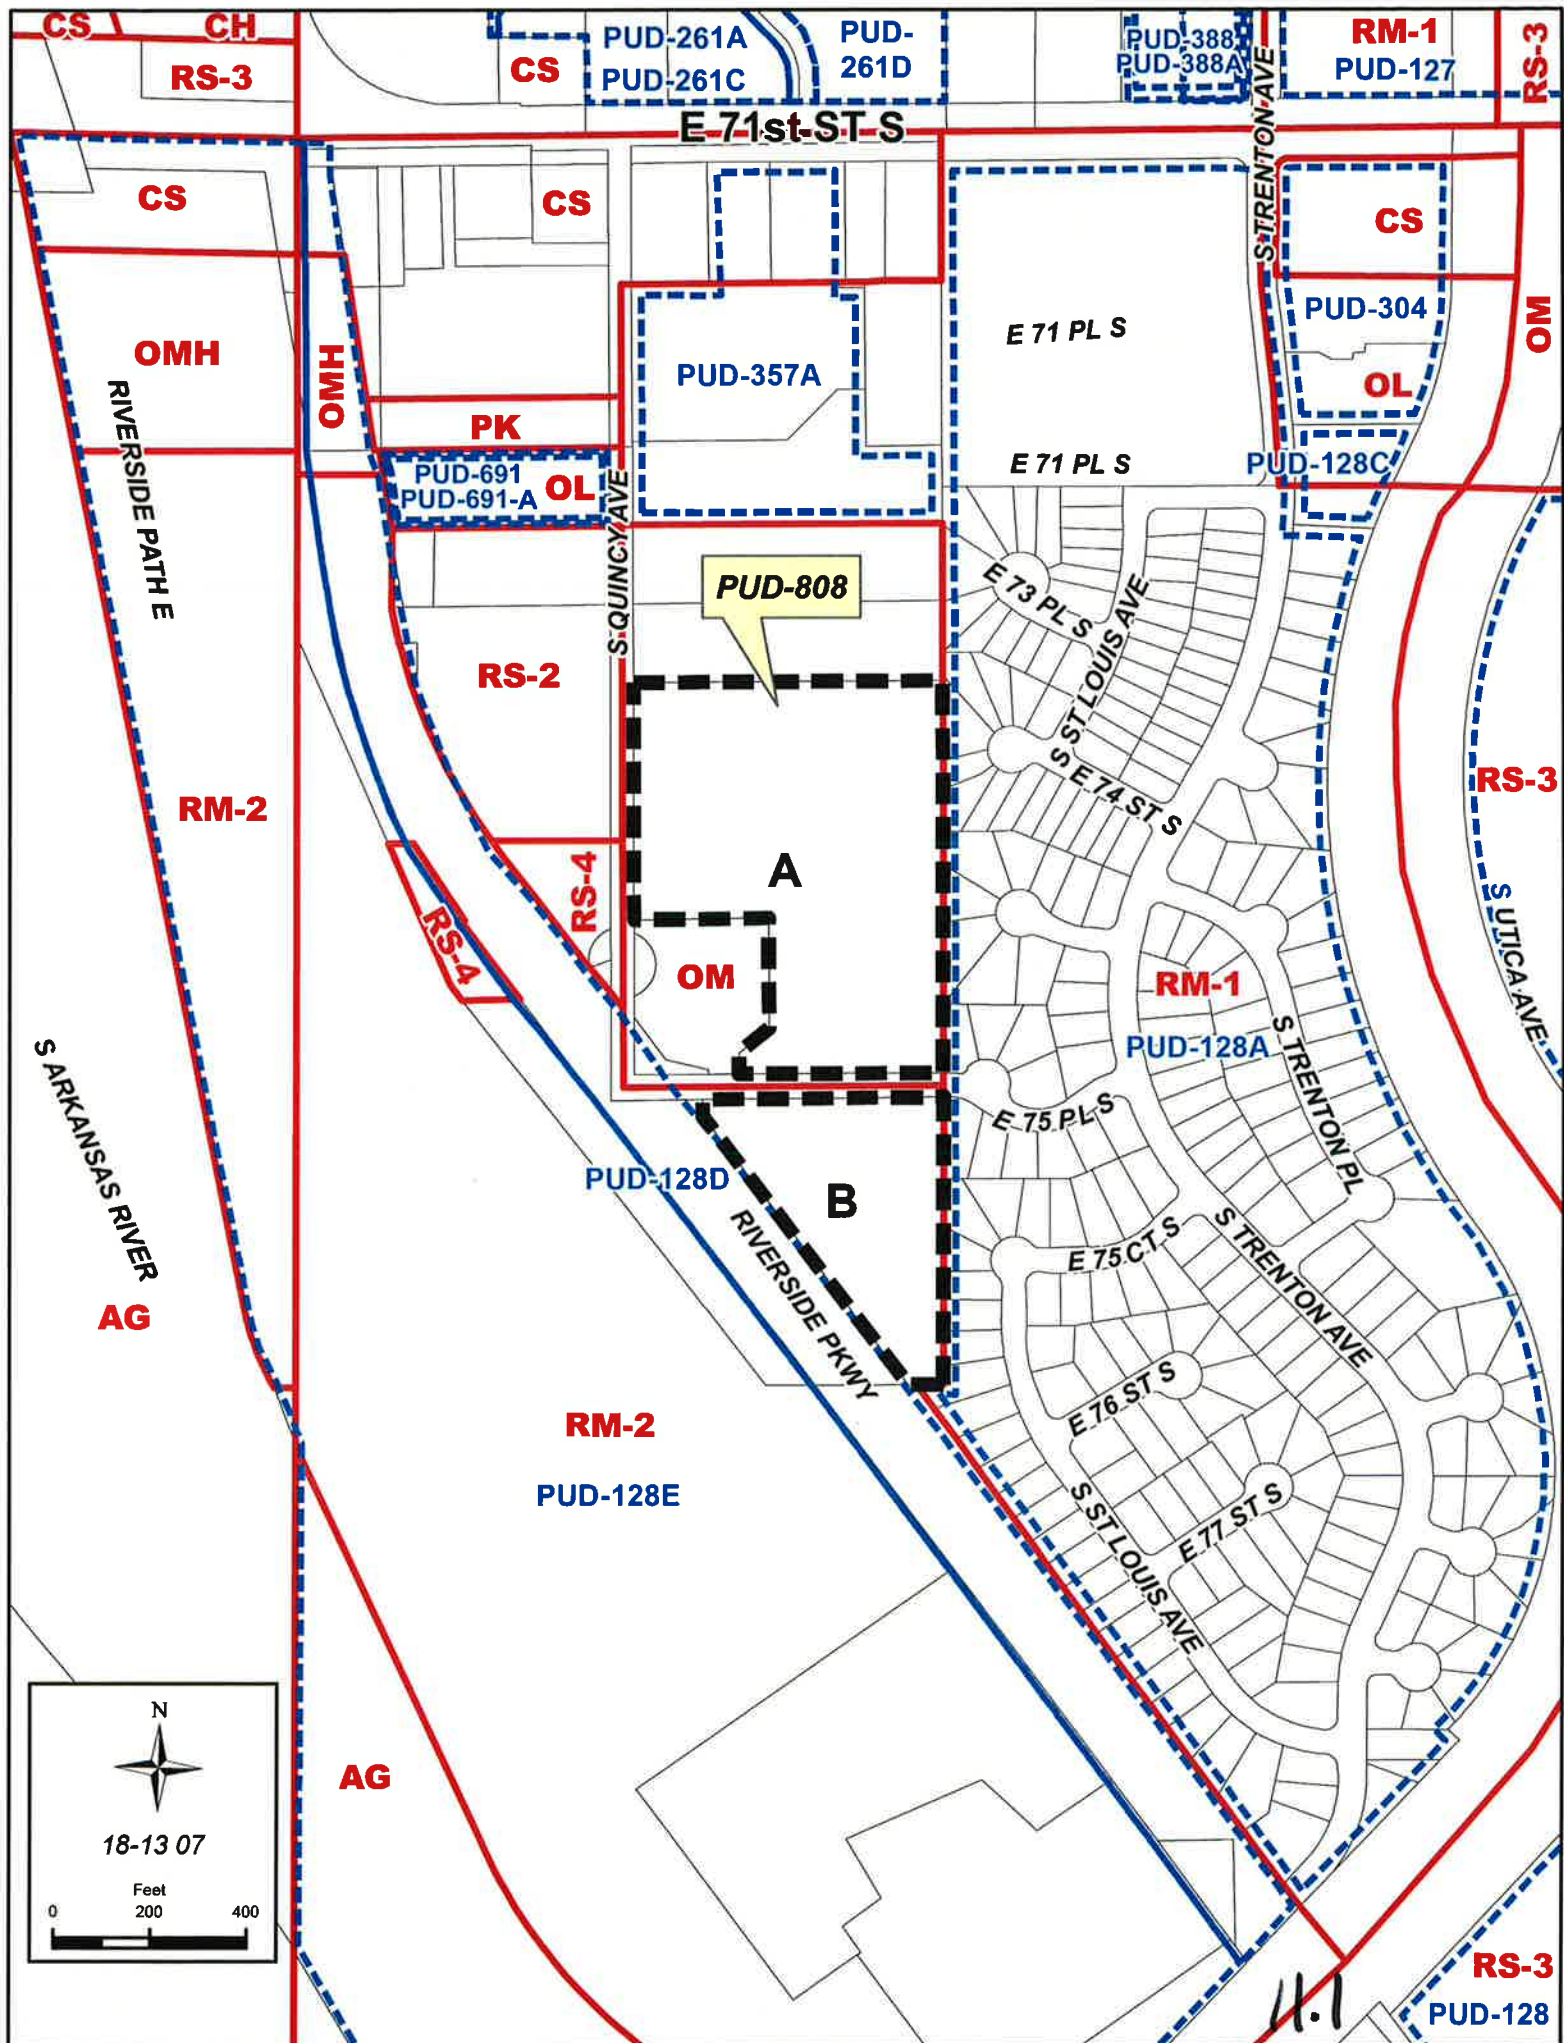 CS
CH
RS-3
CS
PUD-261A
PUD-261C
PUD-
261D
PUD-388
PUD-388A
RM-1
PUD-127
RS-3
E 71st ST S
S TRENTON AVE
CS
CS
CS
OMH
OMH
PK
PUD-691
PUD-691-A
OL
PUD-357A
E 71 PL S
E 71 PL S
PUD-304
OL
PUD-128C
OM
RIVERSIDE PATH E
S QUINCY AVE
PUD-808
RS-2
E 73 PL S
S ST LOUIS AVE
E 74 ST S
RS-3
RM-2
A
RS-4
RS-4
OM
S UTICA AVE
RM-1
PUD-128A
S TRENTON PL
S ARKANSAS RIVER
E 75 PL S
PUD-128D
B
RIVERSIDE PKWY
E 75 CT S
S TRENTON AVE
AG
RM-2
PUD-128E
E 76 ST S
S ST LOUIS AVE
E 77 ST S
AG
N
18-13 07
Feet
0 200 400
RS-3
PUD-128
4.1